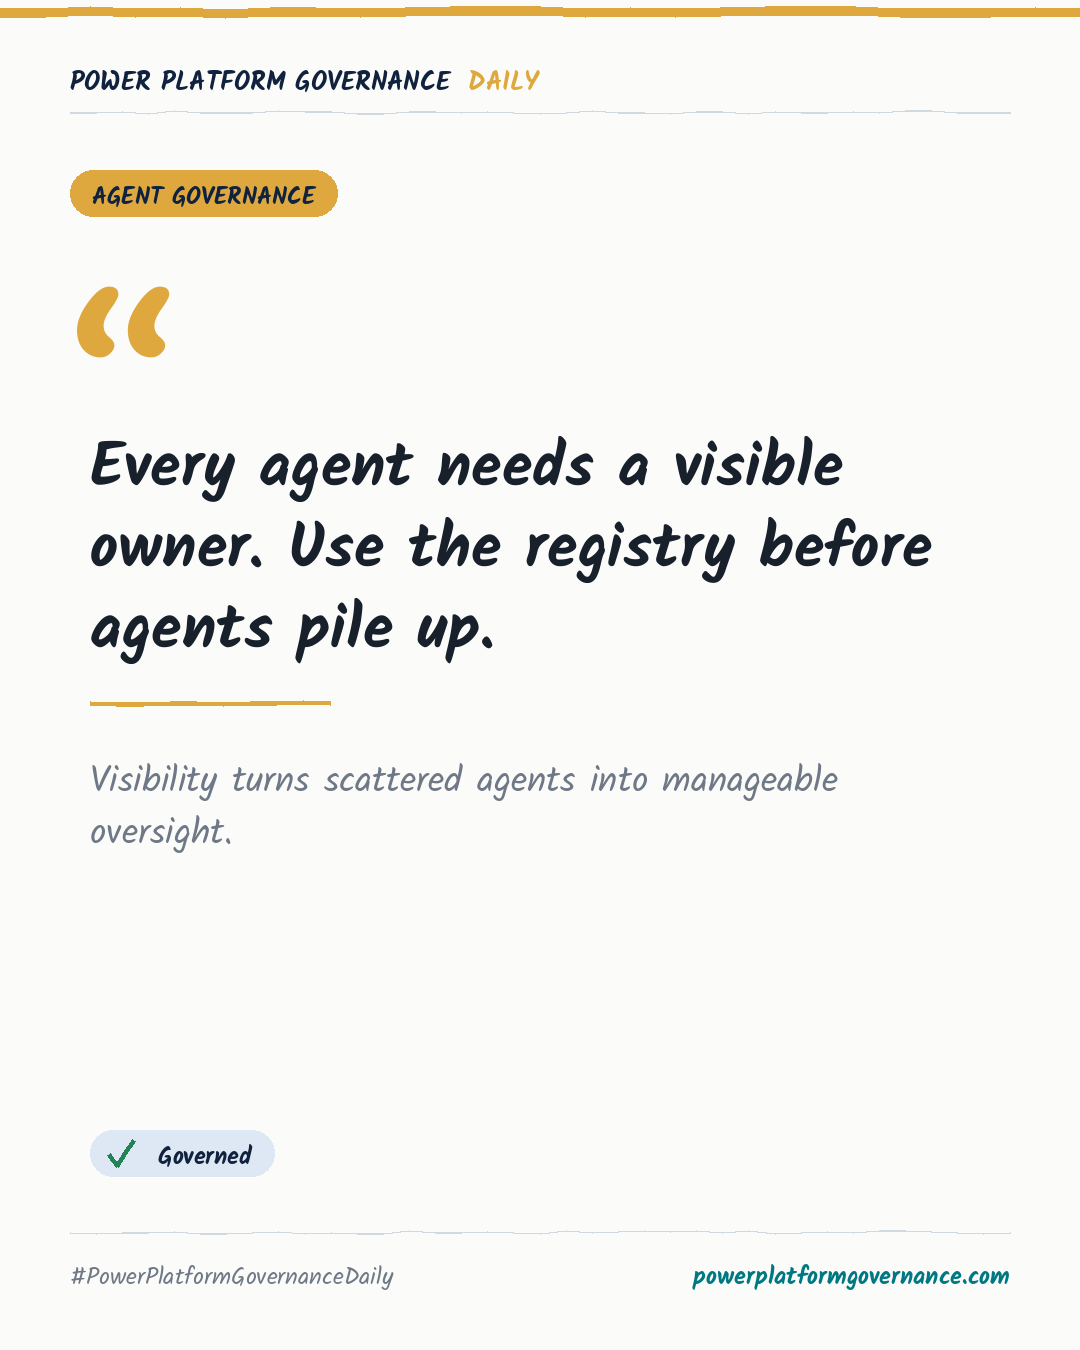 POWER PLATFORM GOVERNANCE DAILY
AGENT GOVERNANCE
“
Every agent needs a visible
owner. Use the registry before
agents pile up.
Visibility turns scattered agents into manageable
oversight.
✓ Governed
#PowerPlatformGovernanceDaily
powerplatformgovernance.com